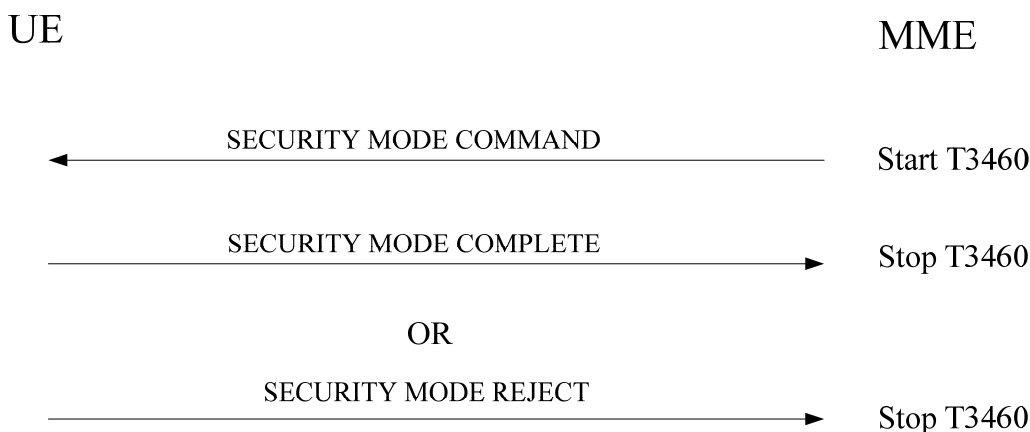 UE
MME
SECURITY MODE COMMAND
Start T3460
SECURITY MODE COMPLETE
Stop T3460
OR
SECURITY MODE REJECT
Stop T3460